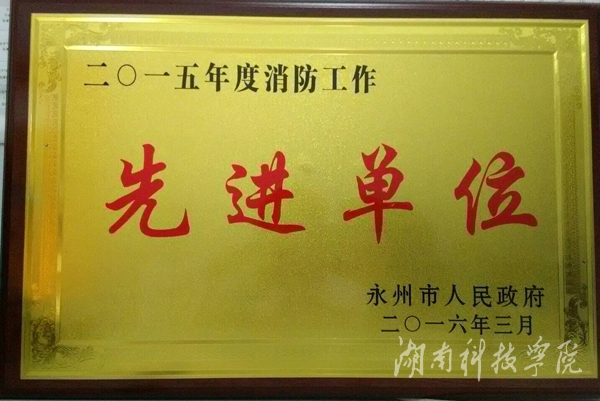 二〇一五年度消防工作
先进单位
永州市人民政府
二〇一六年三月
湖南科技学院